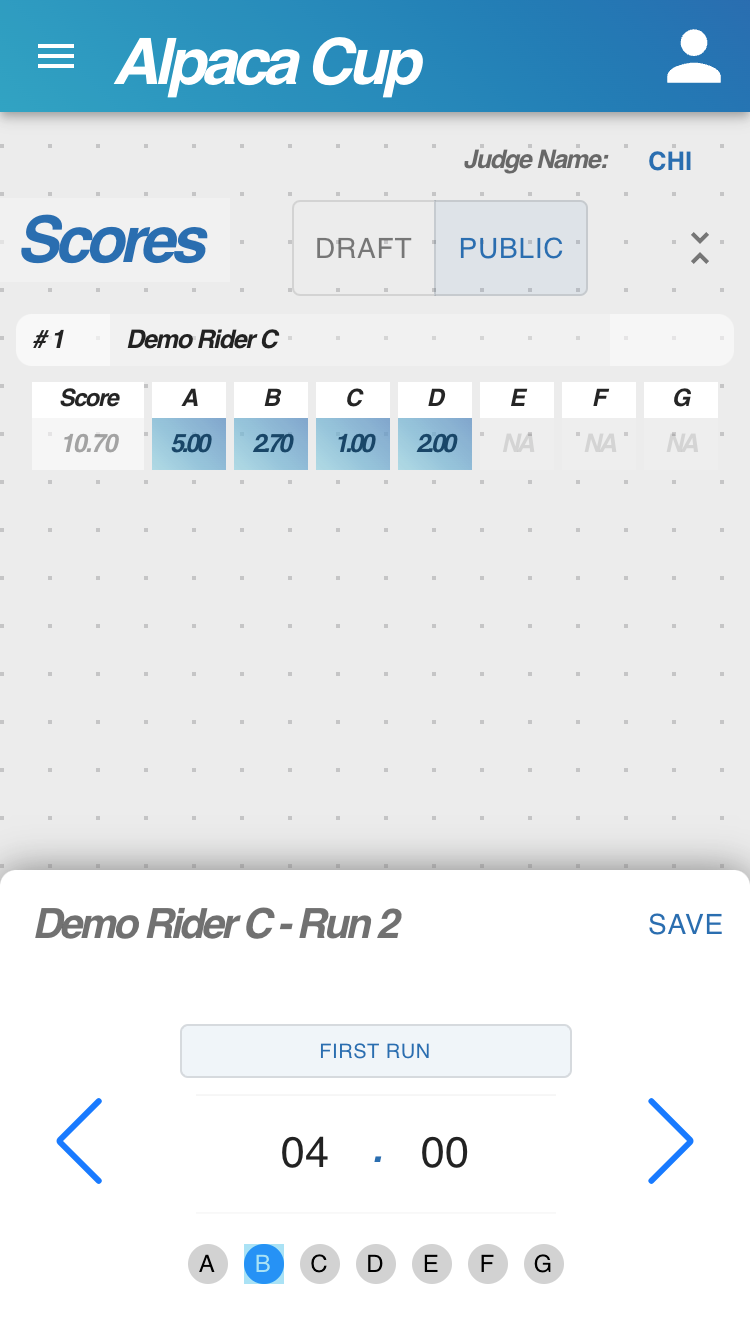 Alpaca Cup
Judge Name: CHI
Scores DRAFT PUBLIC
# 1 Demo Rider C
Score A B C D E F G
10.70 5.00 2.70 1.00 2.00 NA NA NA
Demo Rider C - Run 2 SAVE
FIRST RUN
04 . 00
A B C D E F G